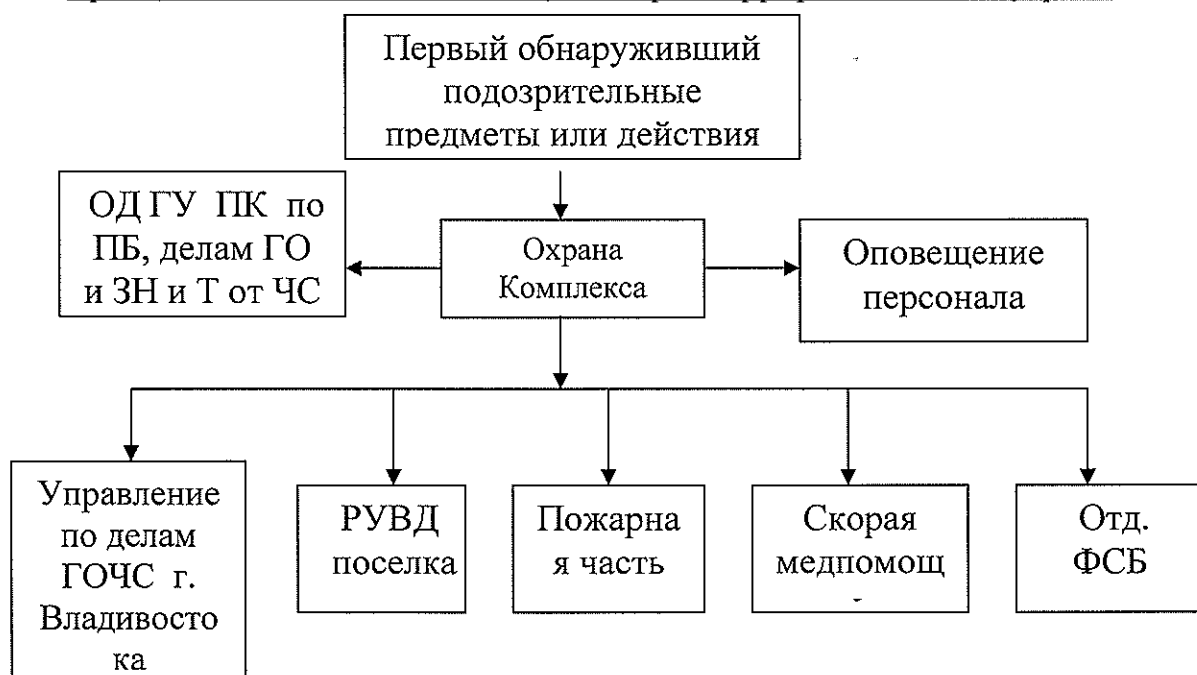 Первый обнаруживший
подозрительные
предметы или действия
ОД ГУ ПК по
ПБ, делам ГО
и ЗН и Т от ЧС
Охрана
Комплекса
Оповещение
персонала
Управление
по делам
ГОЧС г.
Владивосто
ка
РУВД
поселка
Пожарна
я часть
Скорая
медпомощ
Отд.
ФСБ